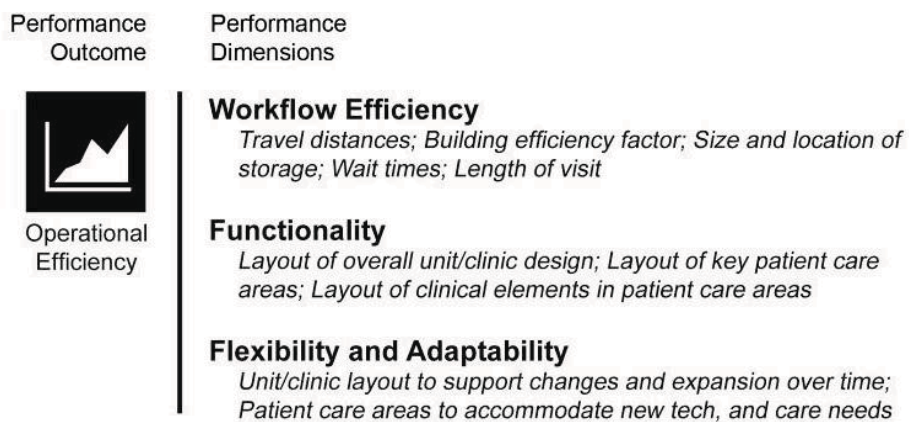 Performance
Outcome
Performance
Dimensions
Operational
Efficiency
Workflow Efficiency
Travel distances; Building efficiency factor; Size and location of
storage; Wait times; Length of visit
Functionality
Layout of overall unit/clinic design; Layout of key patient care
areas; Layout of clinical elements in patient care areas
Flexibility and Adaptability
Unit/clinic layout to support changes and expansion over time;
Patient care areas to accommodate new tech, and care needs